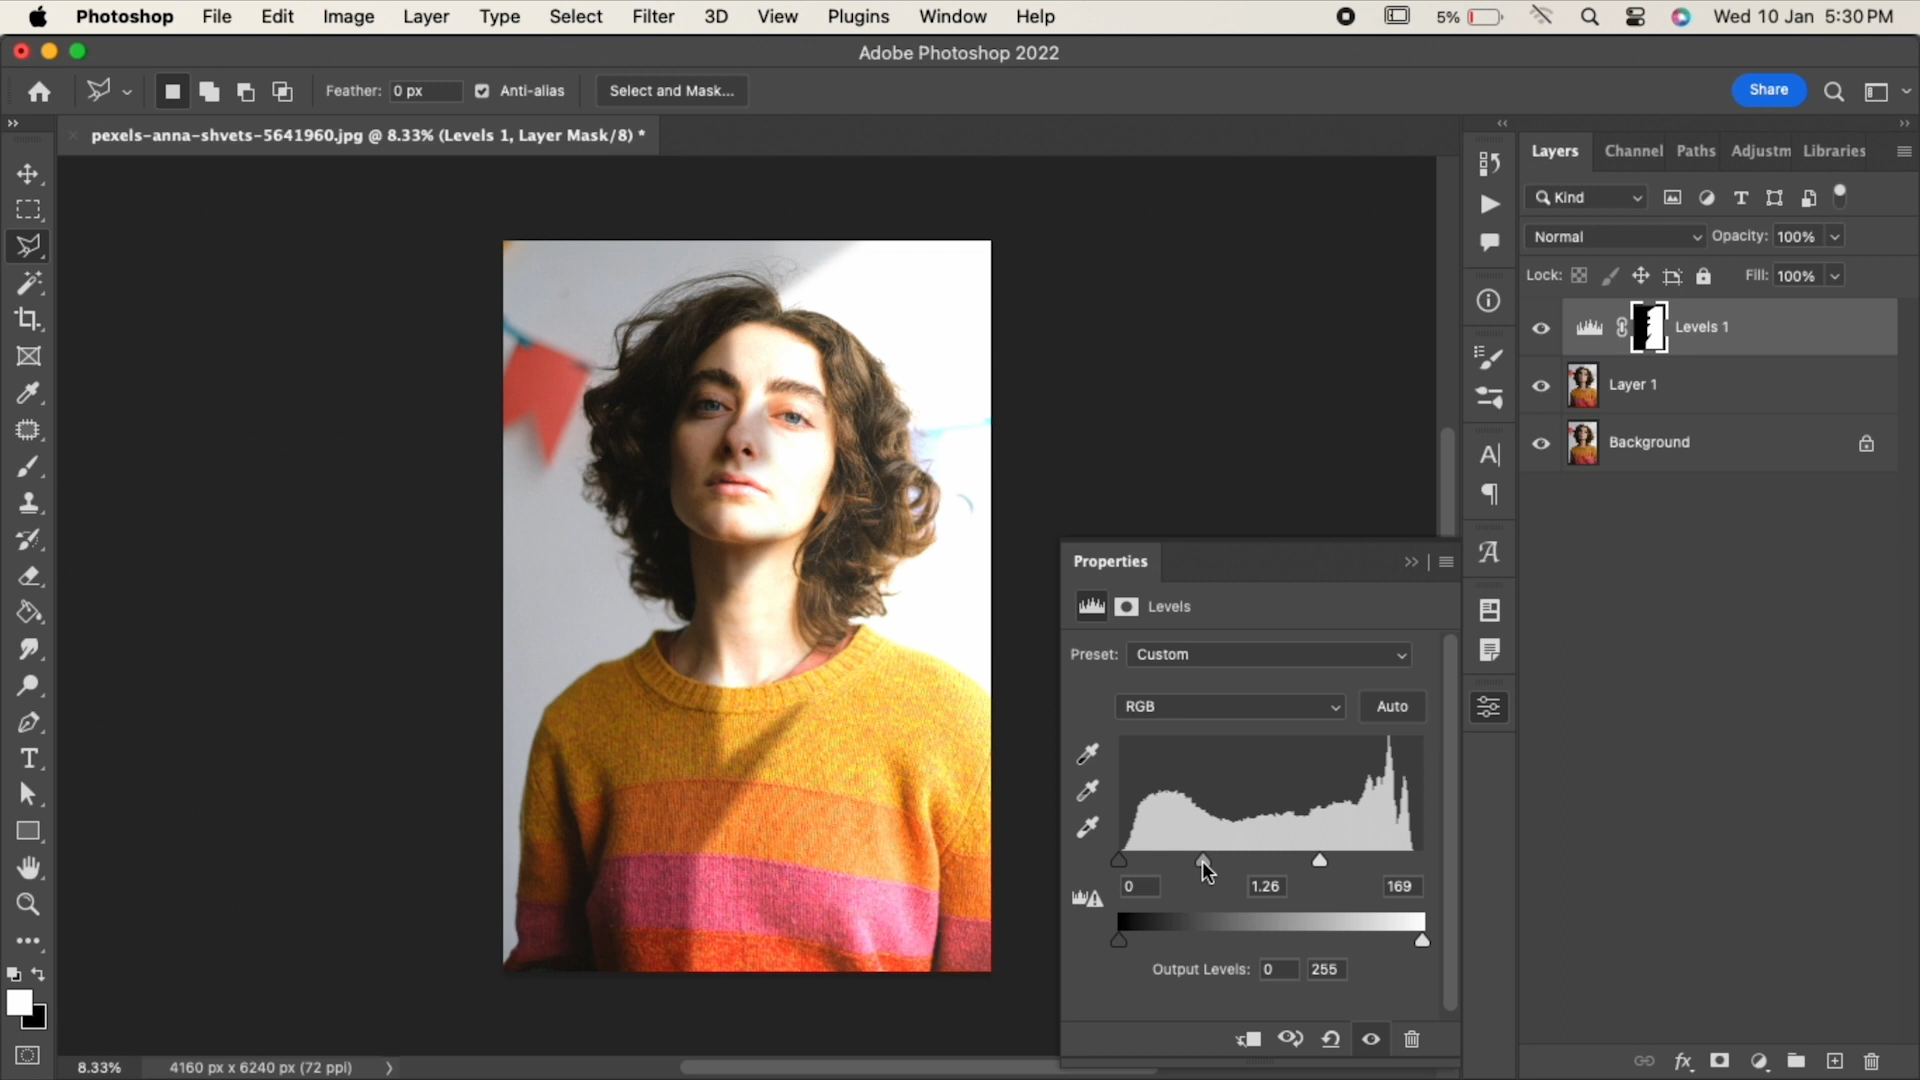 Photoshop File Edit Image Layer Type Select Filter 3D View Plugins Window Help 5% Wed 10 Jan 5:30 PM
Adobe Photoshop 2022
Feather: 0 px Anti-alias Select and Mask... Share
pexels-anna-shvets-5641960.jpg @ 8.33% (Levels 1, Layer Mask/8) *
Layers Channel Paths Adjustm Libraries
Kind
Normal Opacity: 100%
Lock: Fill: 100%
Levels 1
Layer 1
Background
Properties
Levels
Preset: Custom
RGB Auto
0 1.26 169
Output Levels: 0 255
8.33% 4160 px x 6240 px (72 ppi)